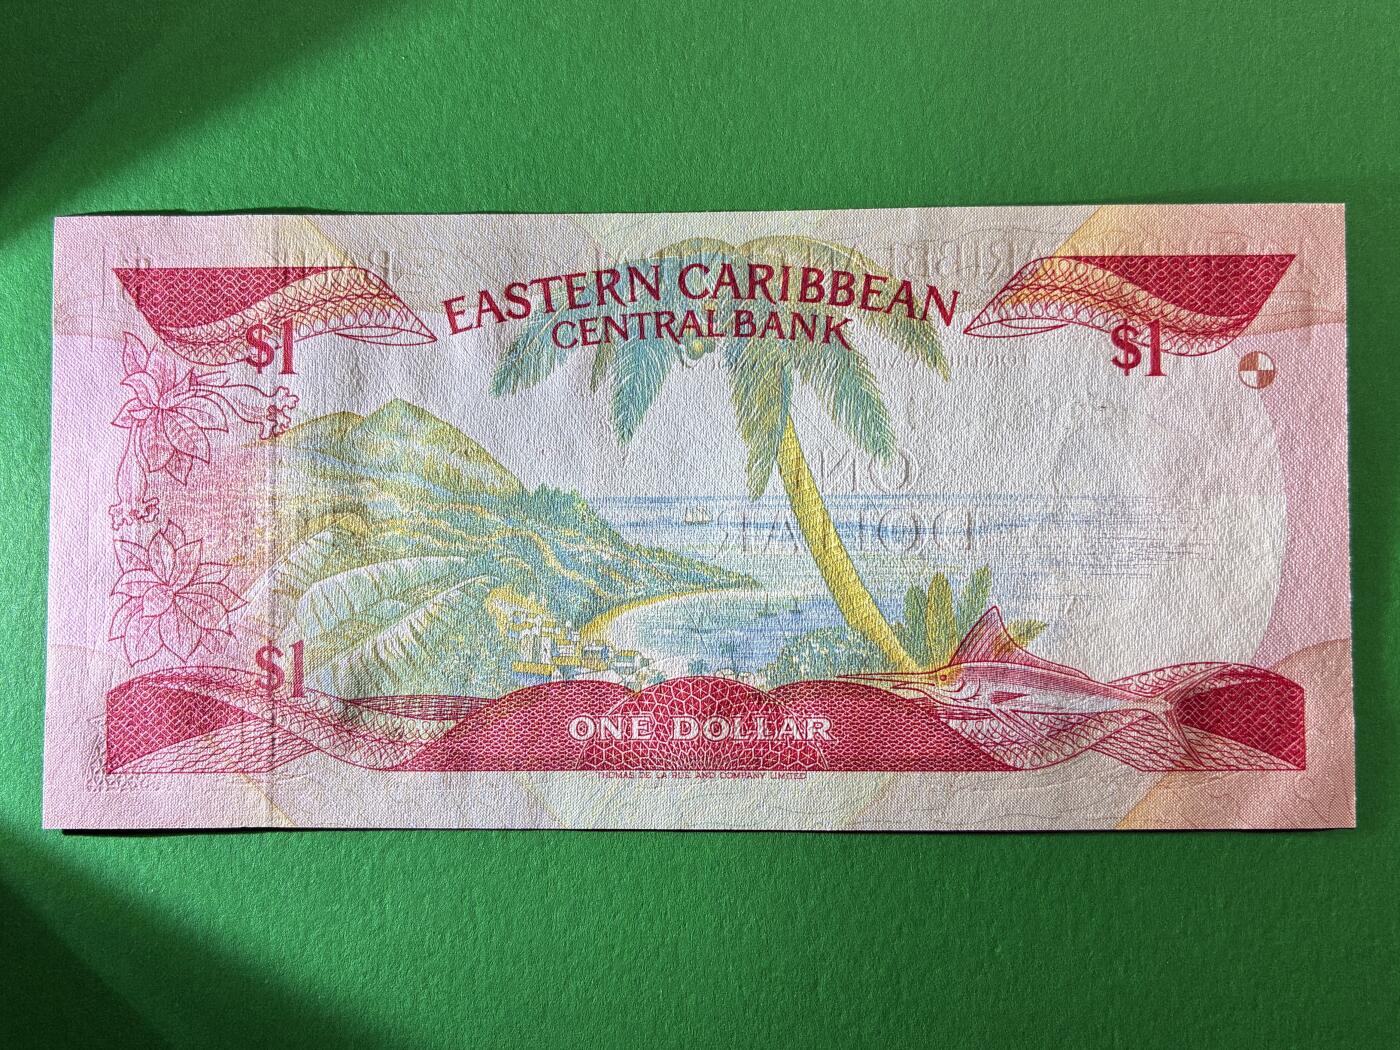 EASTERN CARIBBEAN
CENTRAL BANK
$1
$1
$1
ONE DOLLAR
THOMAS DE LA RUE AND COMPANY LIMITED